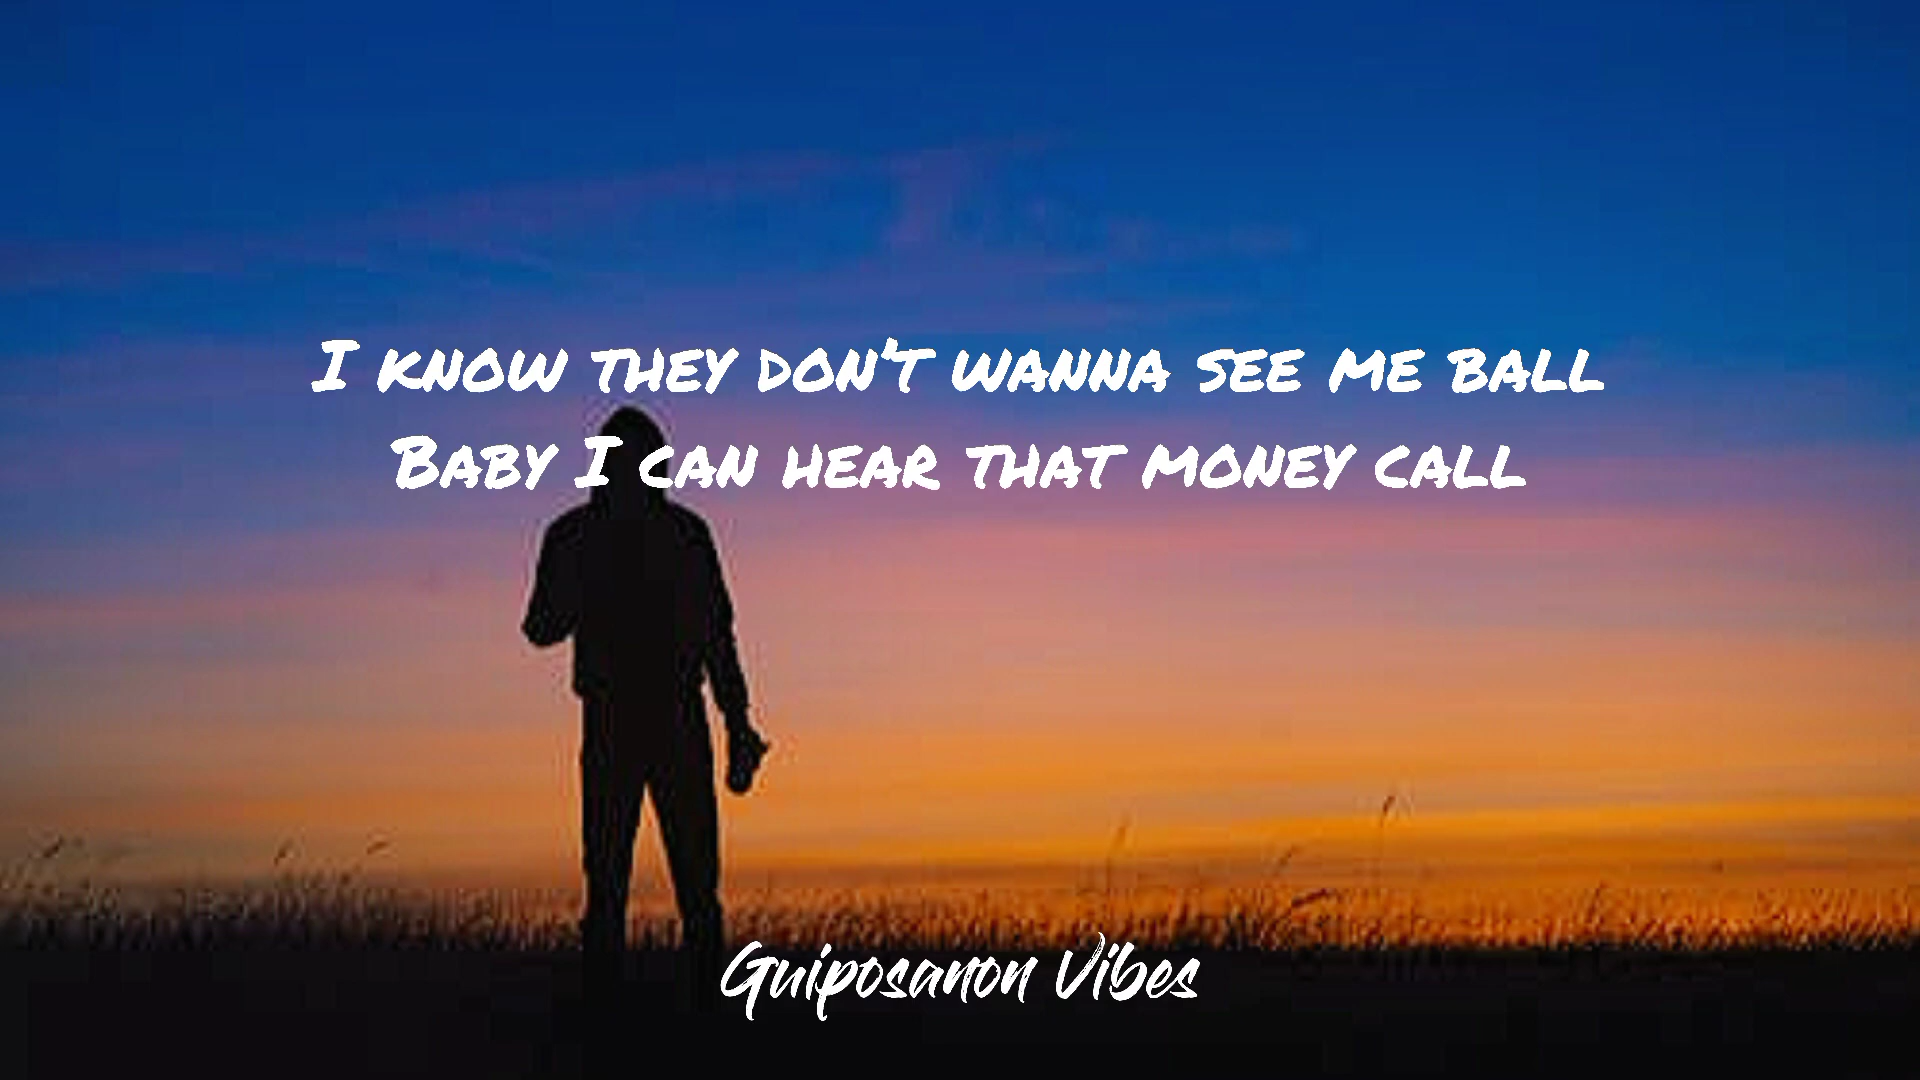 I know they don't wanna see me ball
Baby I can hear that money call
Guiposanon Vibes